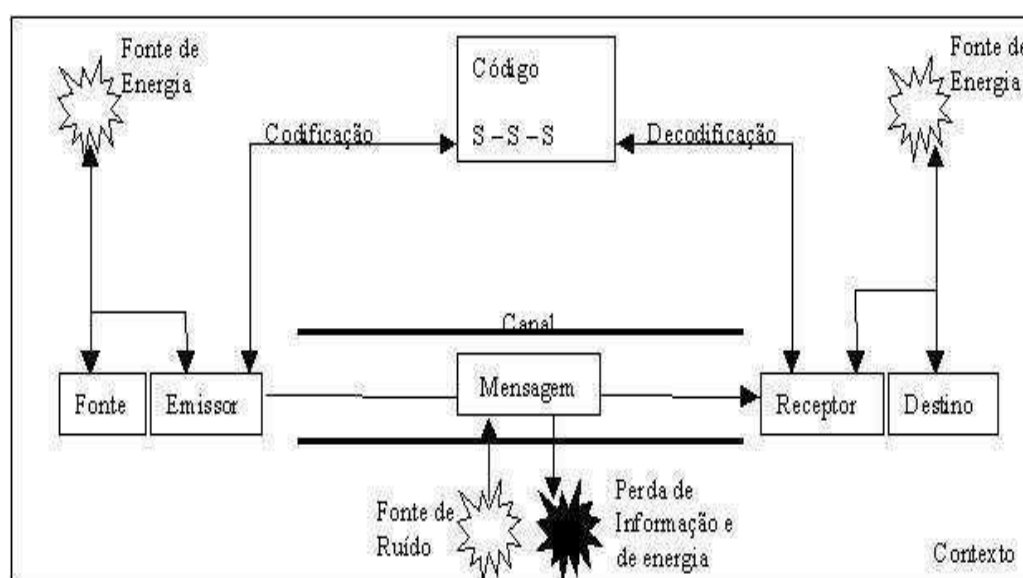 Fonte de
Energia
Código
S – S – S
Fonte de
Energia
Codificação
Decodificação
Canal
Fonte
Emissor
Mensagem
Receptor
Destino
Fonte de
Ruído
Perda de
Informação e
de energia
Contexto